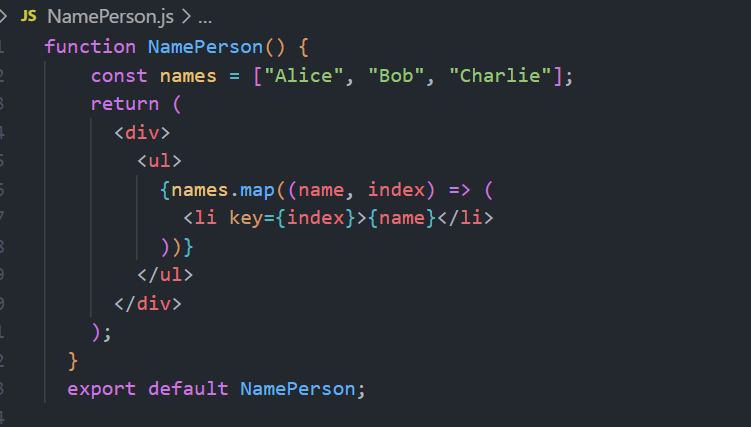 JS NamePerson.js > ...
function NamePerson() {
    const names = ["Alice", "Bob", "Charlie"];
    return (
      <div>
        <ul>
          {names.map((name, index) => (
            <li key={index}>{name}</li>
          ))}
        </ul>
      </div>
    );
  }
  export default NamePerson;